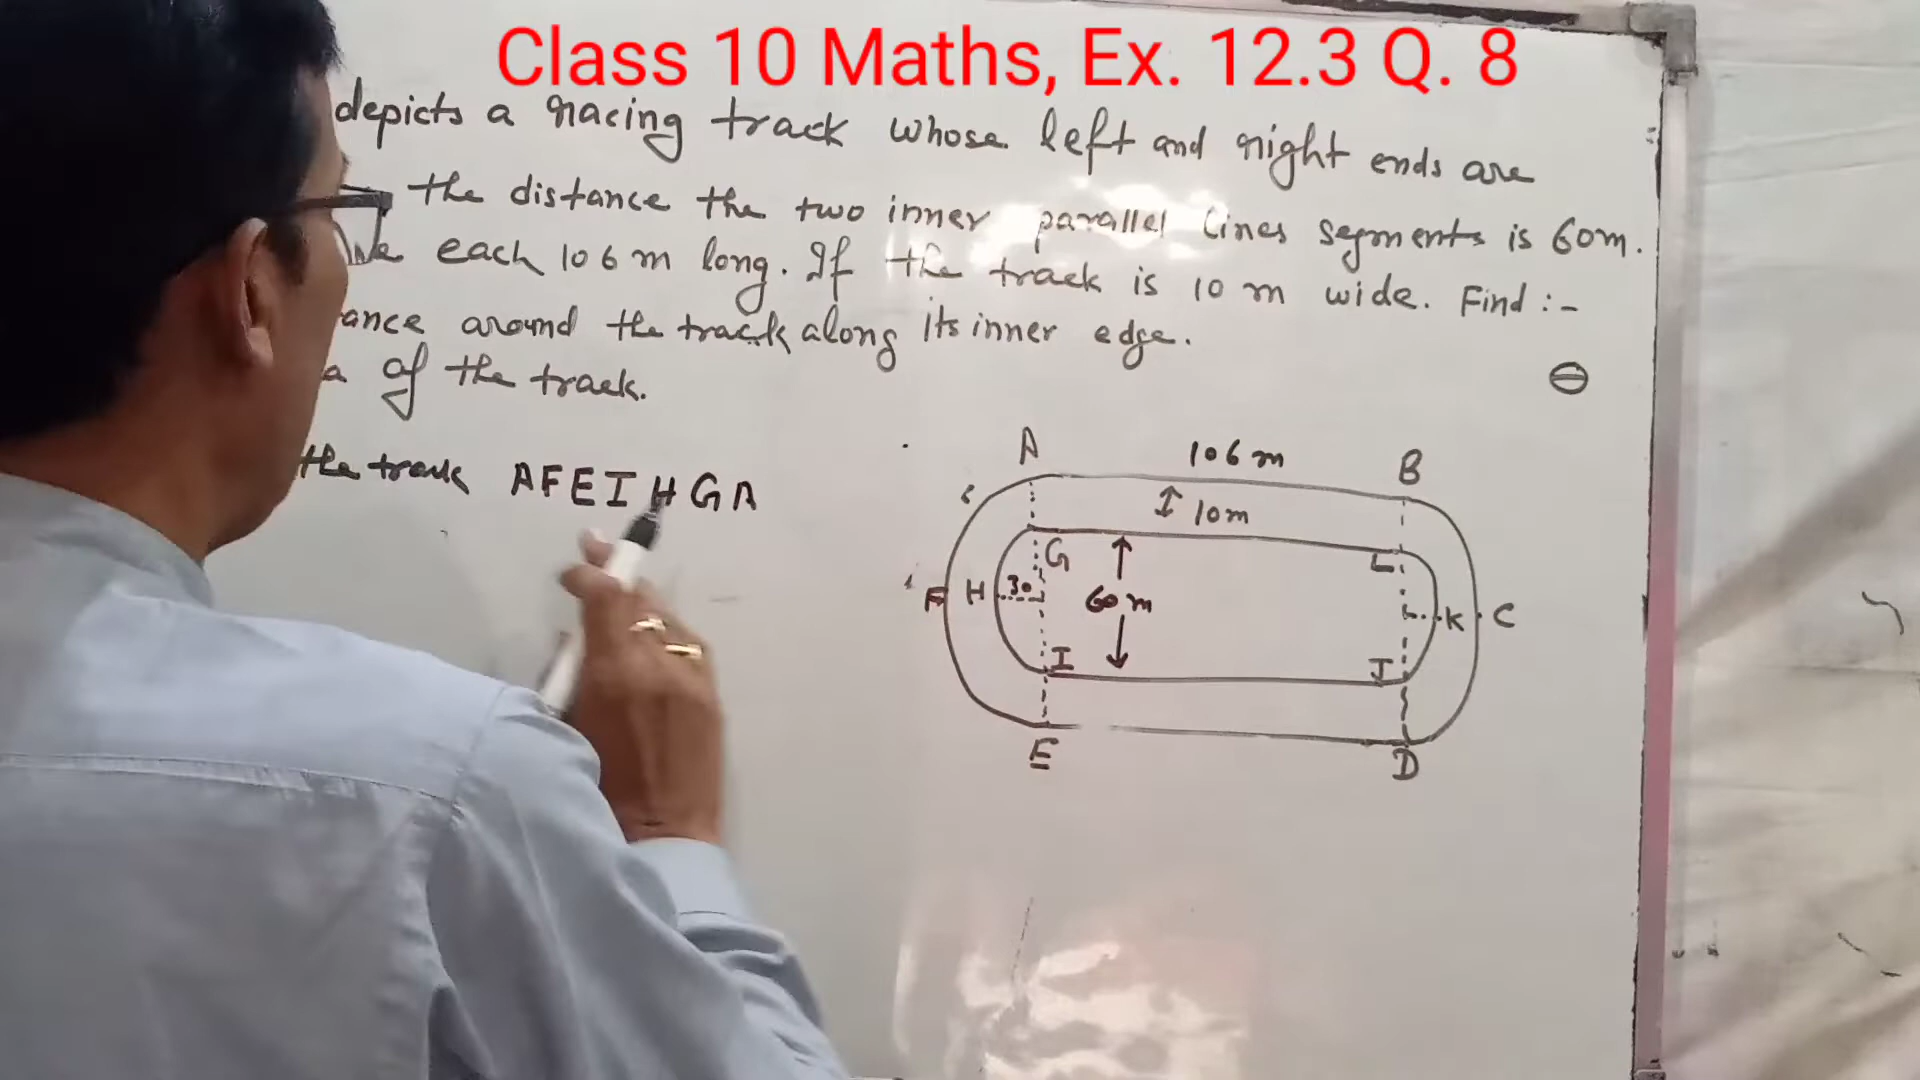 Class 10 Maths, Ex. 12.3 Q. 8
depicts a racing track whose left and right ends are
the distance the two inner parallel lines segments is 60m.
each 106 m long. If the track is 10 m wide. Find :-
ance around the track along its inner edge.
a of the track.
the track AFEIHGA
A
106 m
B
10m
G
L
F
H
30
60 m
K
C
I
J
E
D